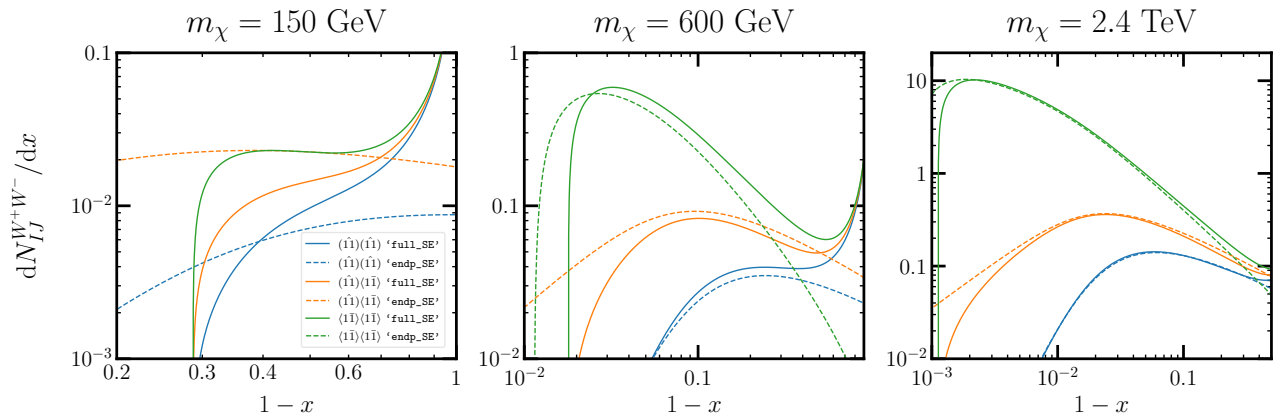 m_χ = 150 GeV
m_χ = 600 GeV
m_χ = 2.4 TeV
dN_{IJ}^{W⁺W⁻}/dx
0.1
10⁻²
10⁻³
0.2
0.3
0.4
0.6
1
1 − x
(1̂1)(1̂1) ‘full_SE’
(1̂1)(1̂1) ‘endp_SE’
(1̂1)(11̄) ‘full_SE’
(1̂1)(11̄) ‘endp_SE’
⟨11̄⟩⟨11̄⟩ ‘full_SE’
⟨11̄⟩⟨11̄⟩ ‘endp_SE’
1
0.1
10⁻²
10⁻²
0.1
1 − x
10
1
0.1
10⁻²
10⁻³
10⁻²
0.1
1 − x